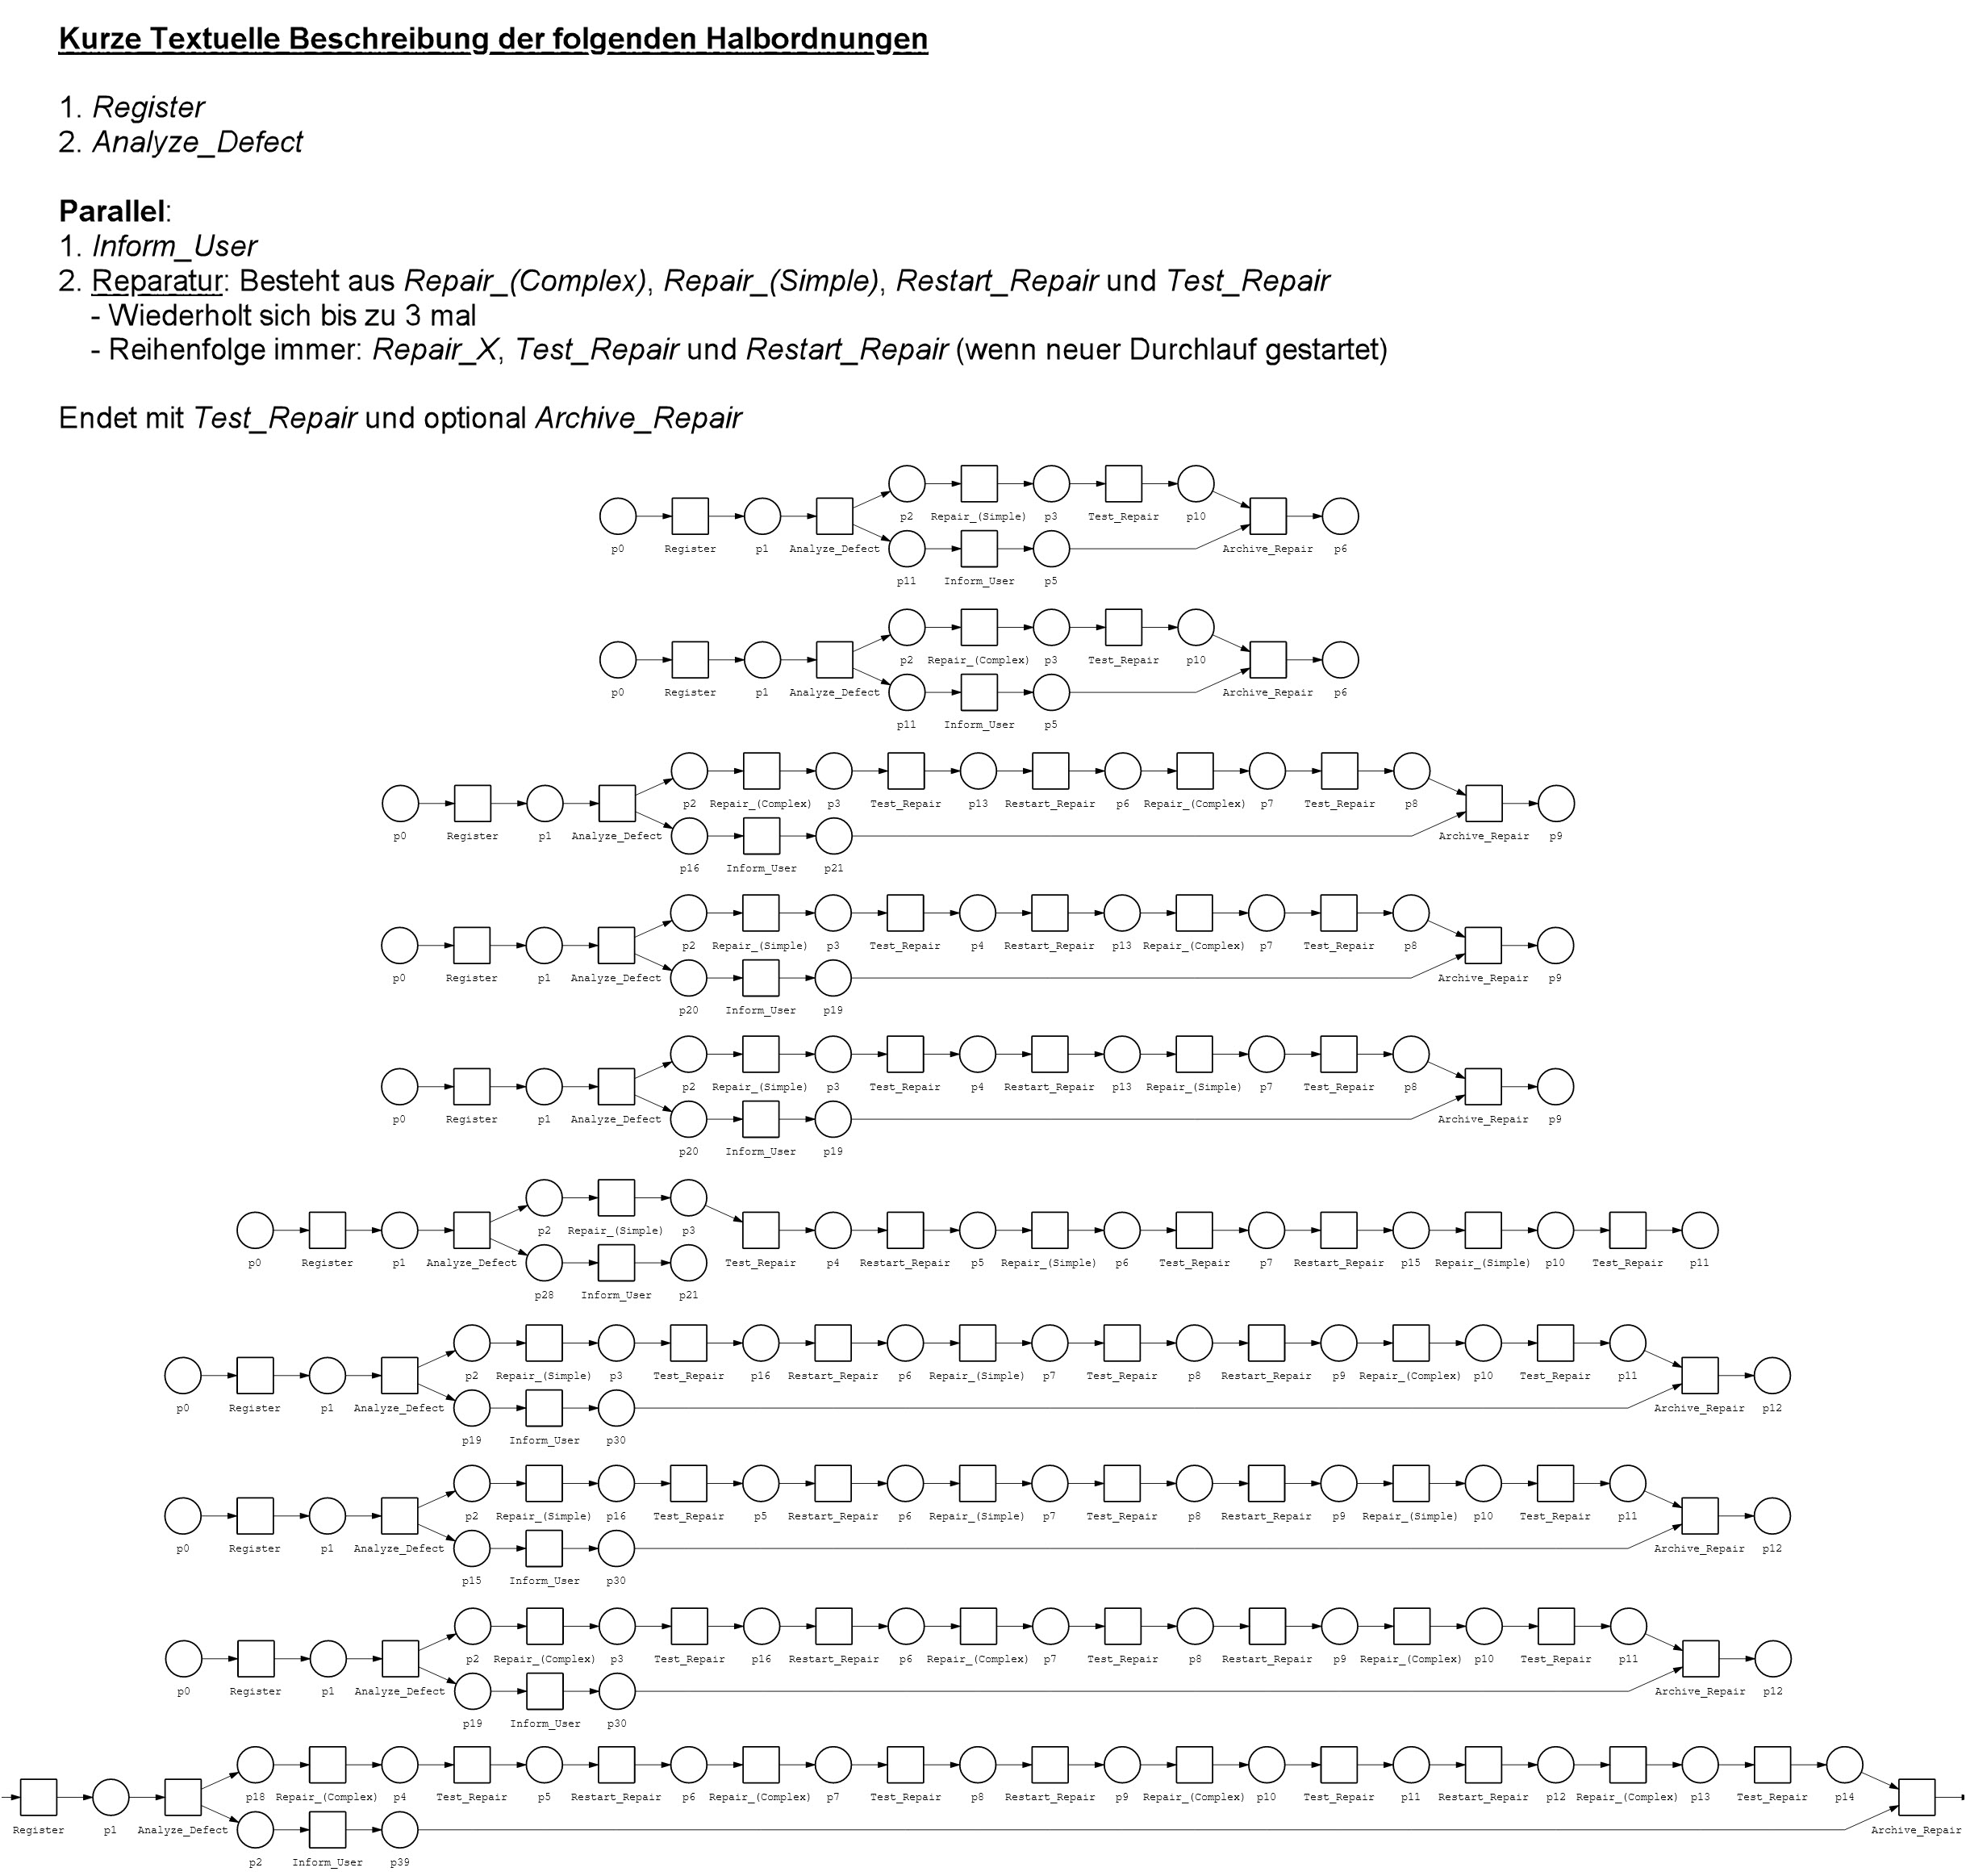 Kurze Textuelle Beschreibung der folgenden Halbordnungen
1. Register
2. Analyze_Defect
Parallel:
1. Inform_User
2. Reparatur: Besteht aus Repair_(Complex), Repair_(Simple), Restart_Repair und Test_Repair
- Wiederholt sich bis zu 3 mal
- Reihenfolge immer: Repair_X, Test_Repair und Restart_Repair (wenn neuer Durchlauf gestartet)
Endet mit Test_Repair und optional Archive_Repair
p2 Repair_(Simple) p3 Test_Repair p10
p0 Register p1 Analyze_Defect Archive_Repair p6
p11 Inform_User p5
p2 Repair_(Complex) p3 Test_Repair p10
p0 Register p1 Analyze_Defect Archive_Repair p6
p11 Inform_User p5
p2 Repair_(Complex) p3 Test_Repair p13 Restart_Repair p6 Repair_(Complex) p7 Test_Repair p8
p0 Register p1 Analyze_Defect Archive_Repair p9
p16 Inform_User p21
p2 Repair_(Simple) p3 Test_Repair p4 Restart_Repair p13 Repair_(Complex) p7 Test_Repair p8
p0 Register p1 Analyze_Defect Archive_Repair p9
p20 Inform_User p19
p2 Repair_(Simple) p3 Test_Repair p4 Restart_Repair p13 Repair_(Simple) p7 Test_Repair p8
p0 Register p1 Analyze_Defect Archive_Repair p9
p20 Inform_User p19
p2 Repair_(Simple) p3
p0 Register p1 Analyze_Defect Test_Repair p4 Restart_Repair p5 Repair_(Simple) p6 Test_Repair p7 Restart_Repair p15 Repair_(Simple) p10 Test_Repair p11
p28 Inform_User p21
p2 Repair_(Simple) p3 Test_Repair p16 Restart_Repair p6 Repair_(Simple) p7 Test_Repair p8 Restart_Repair p9 Repair_(Complex) p10 Test_Repair p11
p0 Register p1 Analyze_Defect Archive_Repair p12
p19 Inform_User p30
p2 Repair_(Simple) p16 Test_Repair p5 Restart_Repair p6 Repair_(Simple) p7 Test_Repair p8 Restart_Repair p9 Repair_(Simple) p10 Test_Repair p11
p0 Register p1 Analyze_Defect Archive_Repair p12
p15 Inform_User p30
p2 Repair_(Complex) p3 Test_Repair p16 Restart_Repair p6 Repair_(Complex) p7 Test_Repair p8 Restart_Repair p9 Repair_(Complex) p10 Test_Repair p11
p0 Register p1 Analyze_Defect Archive_Repair p12
p19 Inform_User p30
p18 Repair_(Complex) p4 Test_Repair p5 Restart_Repair p6 Repair_(Complex) p7 Test_Repair p8 Restart_Repair p9 Repair_(Complex) p10 Test_Repair p11 Restart_Repair p12 Repair_(Complex) p13 Test_Repair p14
Register p1 Analyze_Defect Archive_Repair
p2 Inform_User p39